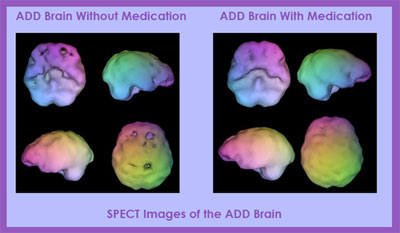 ADD Brain Without Medication
ADD Brain With Medication
SPECT Images of the ADD Brain